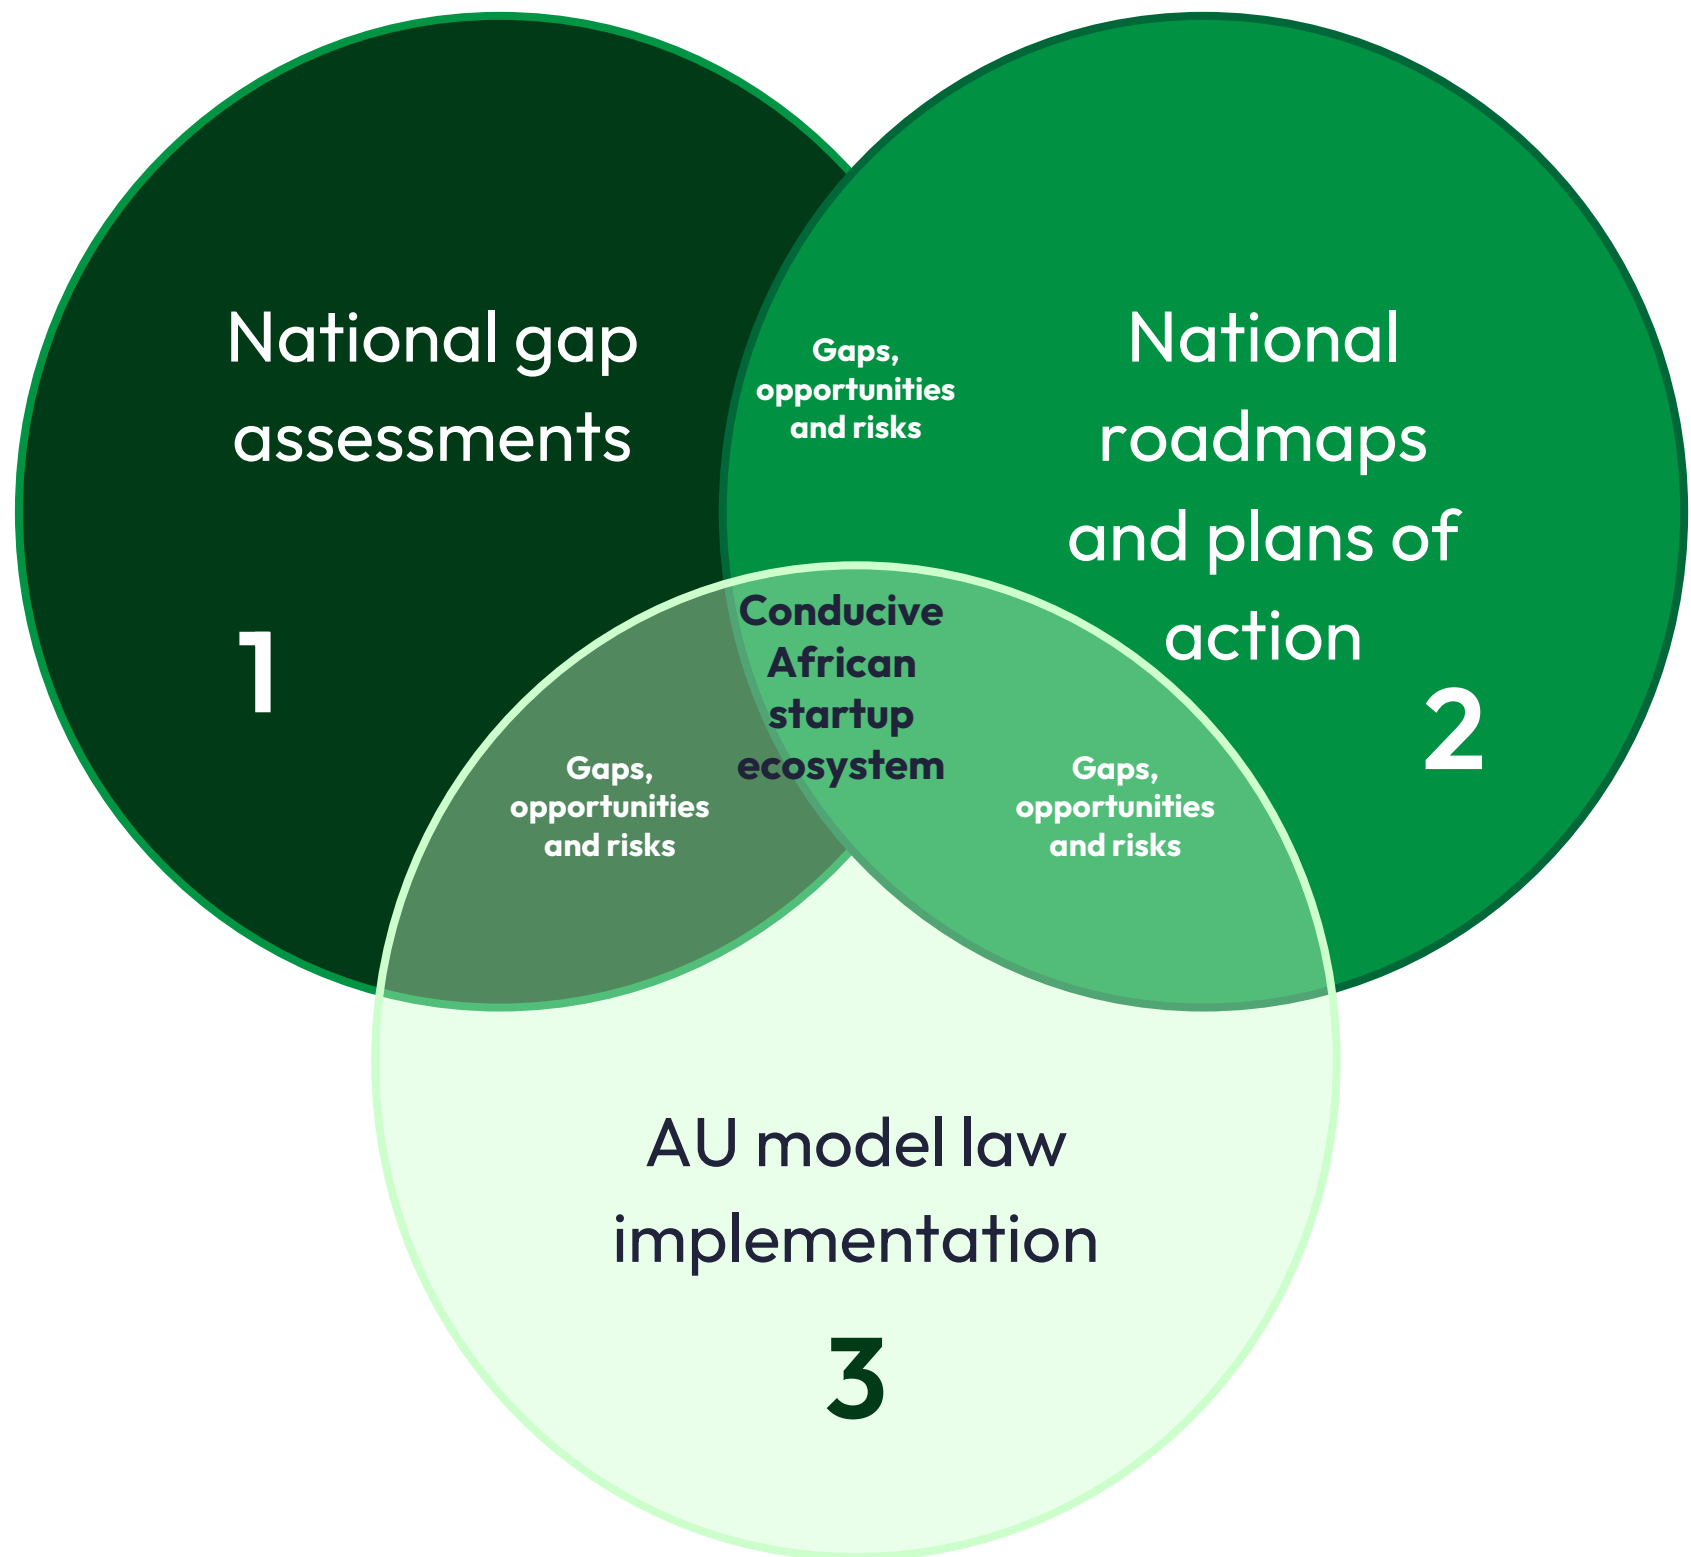 National gap
assessments
1
Gaps,
opportunities
and risks
National
roadmaps
and plans of
action
2
Conducive
African
startup
ecosystem
Gaps,
opportunities
and risks
Gaps,
opportunities
and risks
AU model law
implementation
3